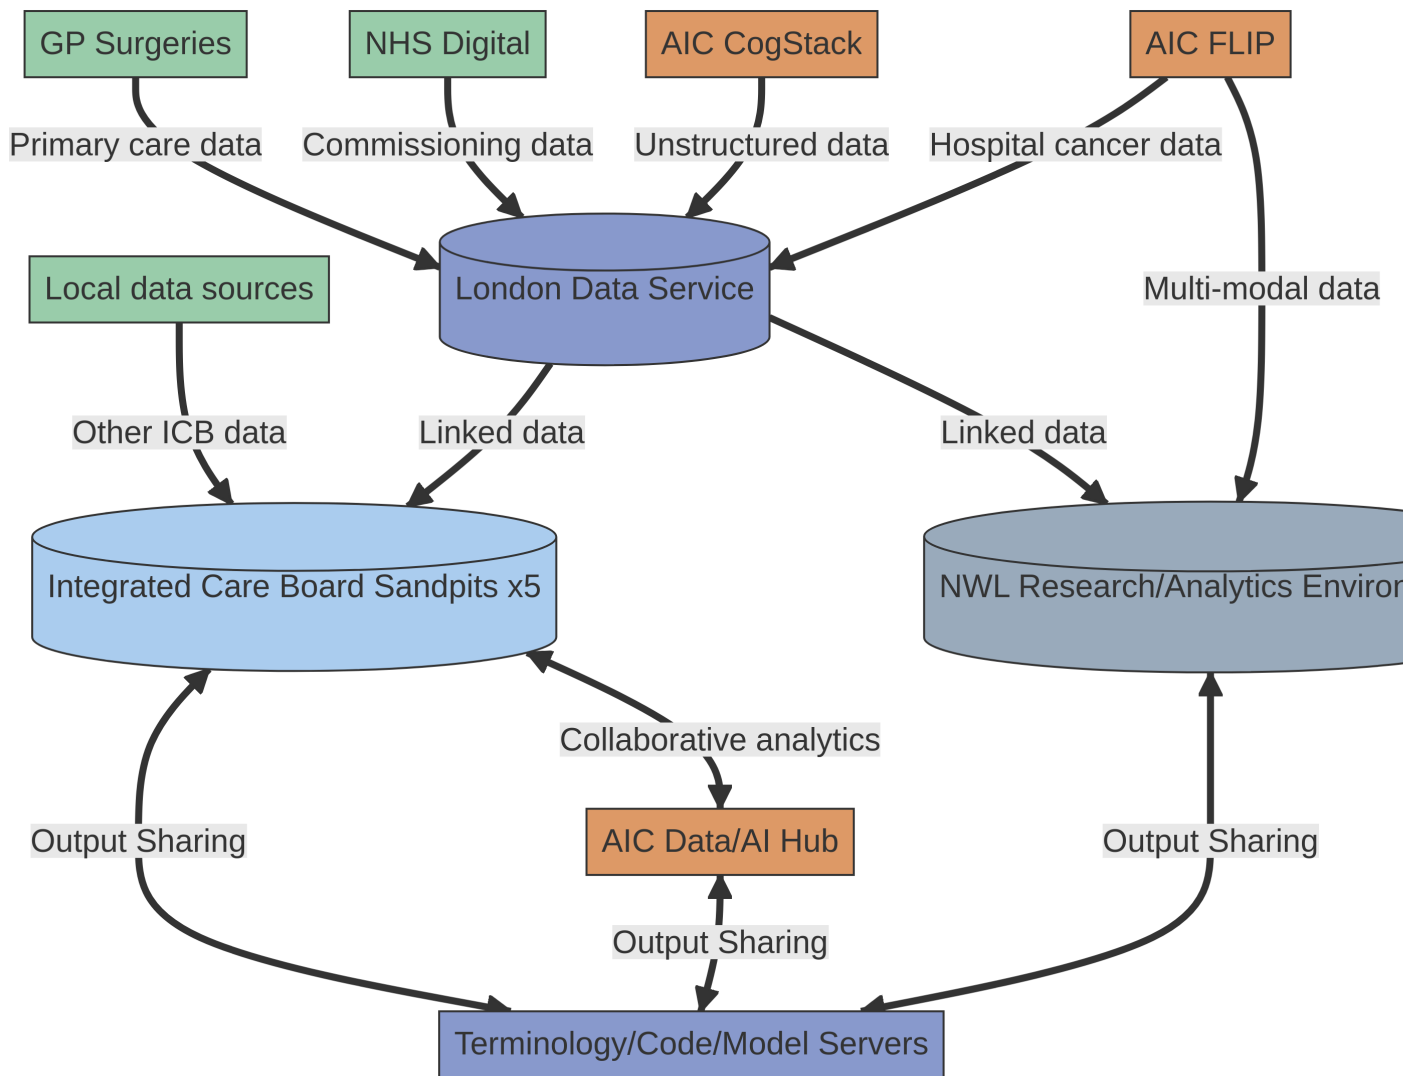 GP Surgeries
NHS Digital
AIC CogStack
AIC FLIP
Primary care data
Commissioning data
Unstructured data
Hospital cancer data
Local data sources
London Data Service
Multi-modal data
Other ICB data
Linked data
Linked data
Integrated Care Board Sandpits x5
NWL Research/Analytics
Collaborative analytics
Output Sharing
AIC Data/AI Hub
Output Sharing
Output Sharing
Terminology/Code/Model Servers